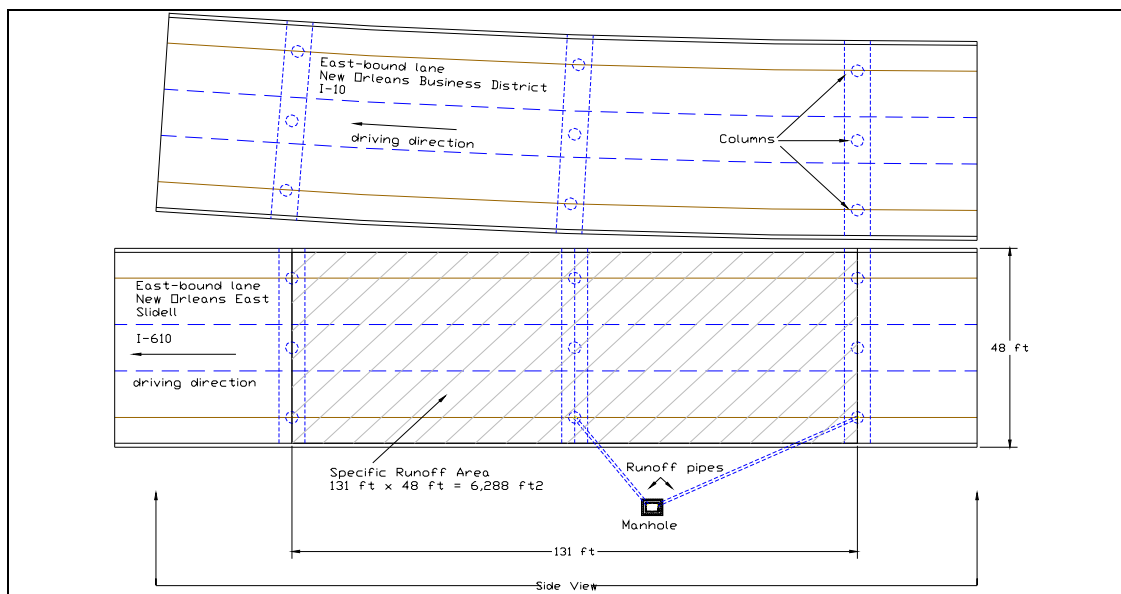 East-bound lane
New Orleans Business District
I-10
driving direction
Columns
East-bound lane
New Orleans East
Slidell
I-610
driving direction
48 ft
Specific Runoff Area
131 ft x 48 ft = 6,288 ft2
Runoff pipes
Manhole
131 ft
Side View